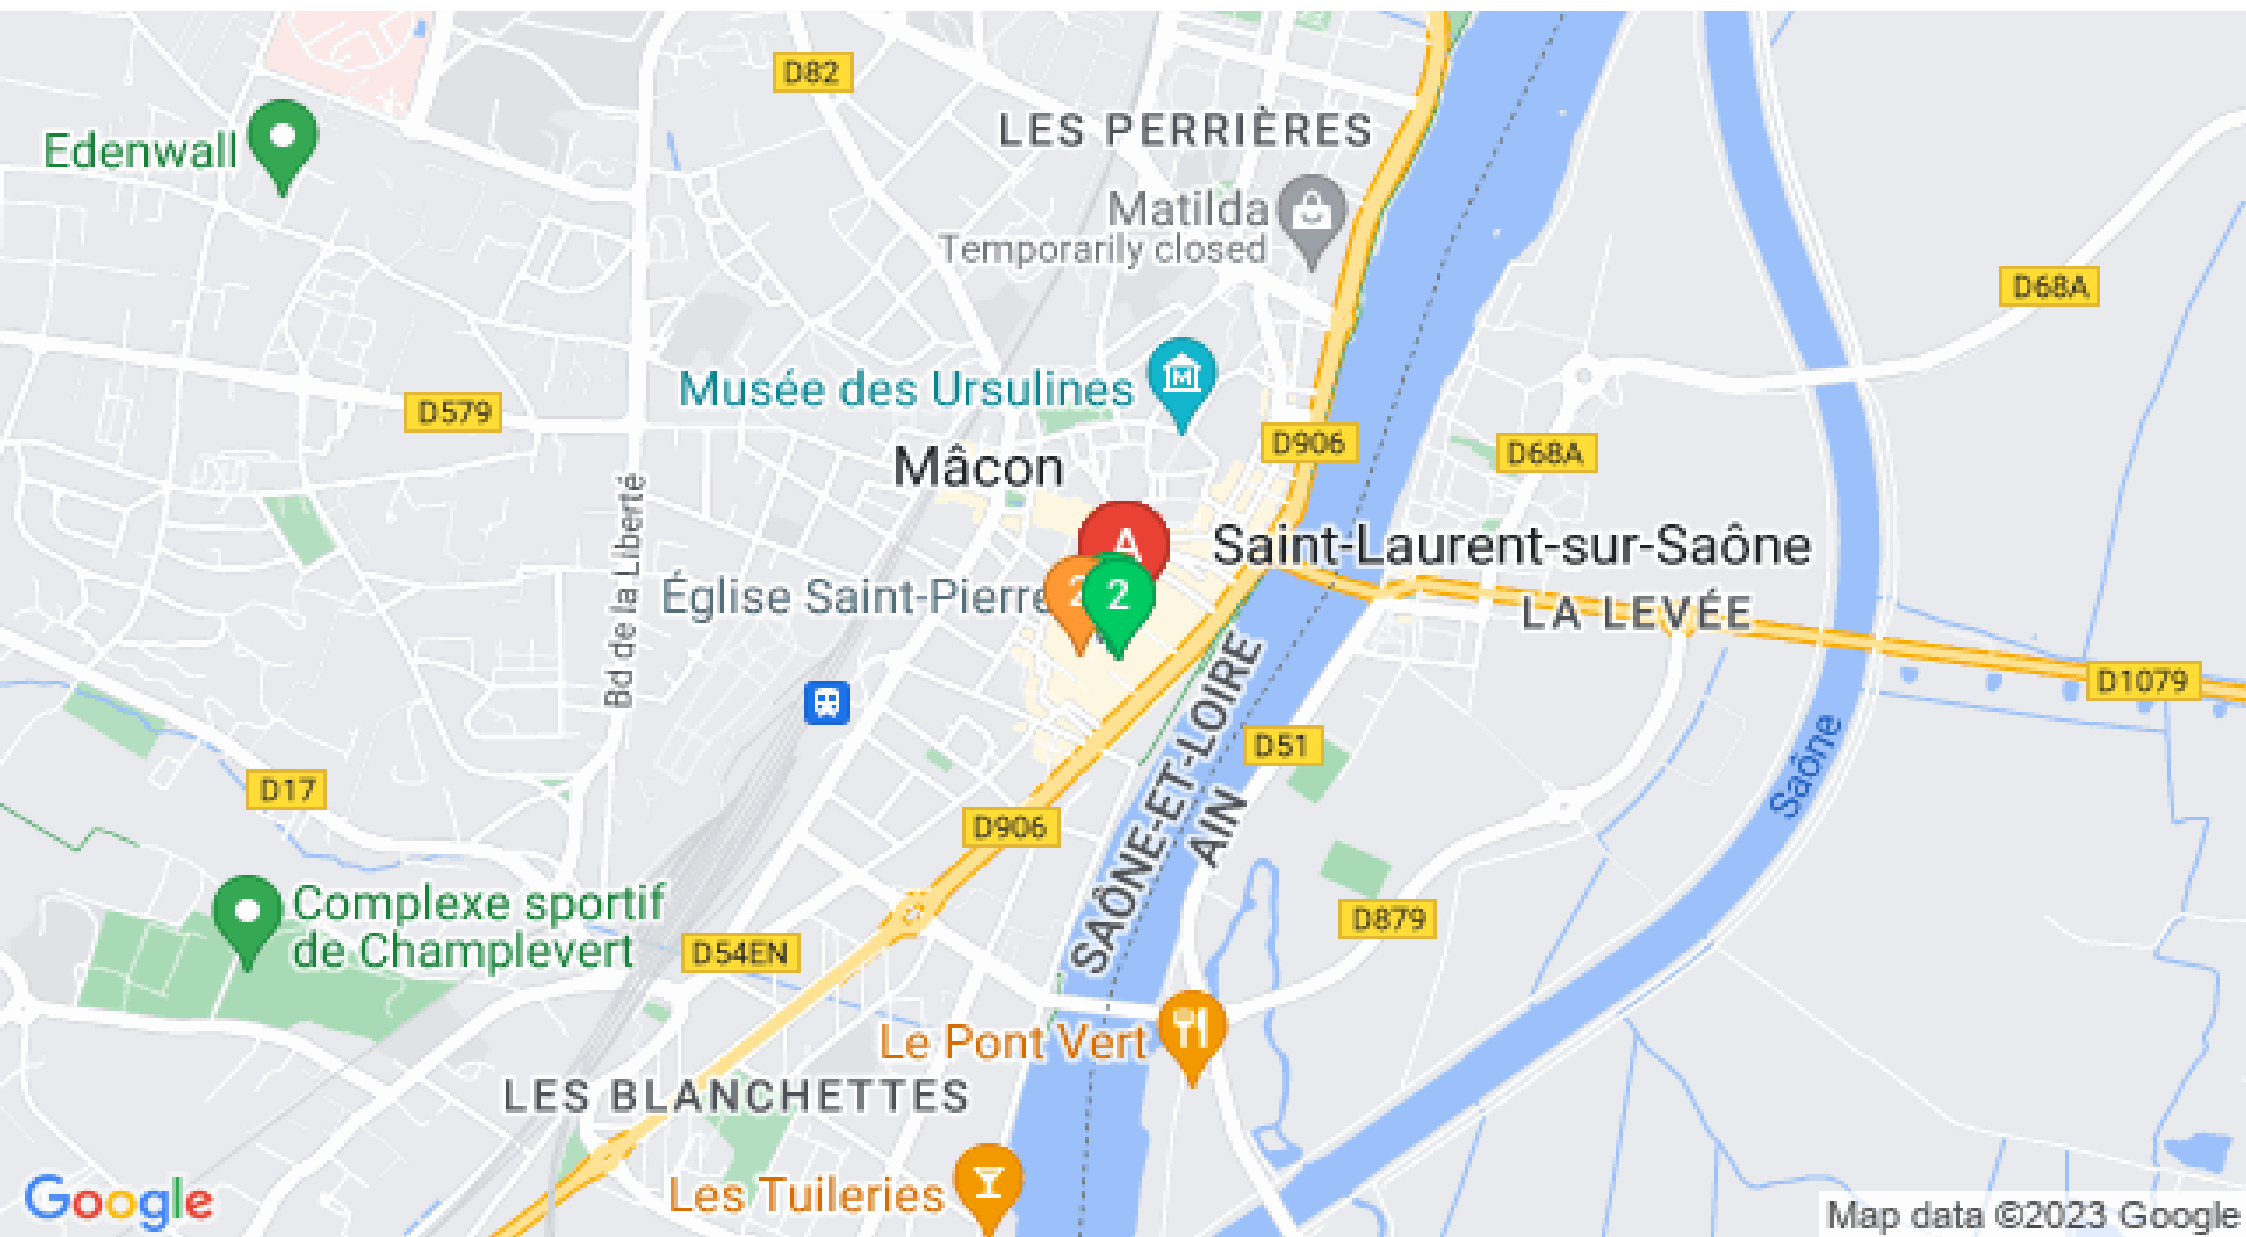 D82
LES PERRIÈRES
Edenwall
Matilda
Temporarily closed
D68A
Musée des Ursulines
D579
D906
D68A
Mâcon
A
Saint-Laurent-sur-Saône
Bd de la Liberté
Église Saint-Pierre
2
2
LA LEVÉE
D1079
SAÔNE-ET-LOIRE
AIN
D51
Saône
D17
D906
Complexe sportif
de Champlevert
D879
D54EN
Le Pont Vert
LES BLANCHETTES
Les Tuileries
Google
Map data ©2023 Google